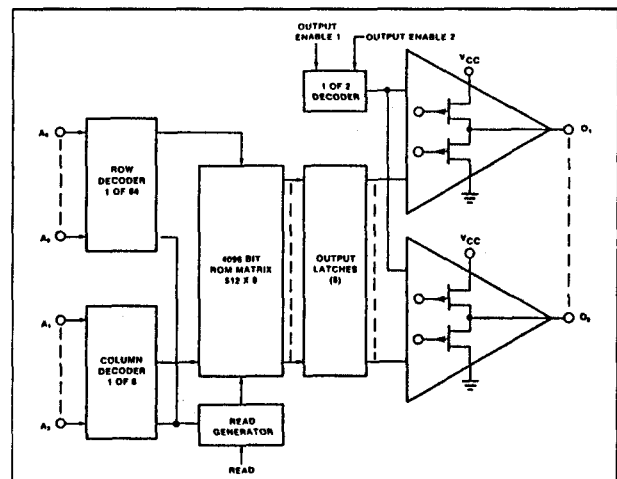 OUTPUT
ENABLE 1
OUTPUT ENABLE 2
1 OF 2
DECODER
VCC
D₁
ROW
DECODER
1 OF 64
4096 BIT
ROM MATRIX
512 X 8
OUTPUT
LATCHES
(8)
VCC
COLUMN
DECODER
1 OF 8
READ
GENERATOR
READ